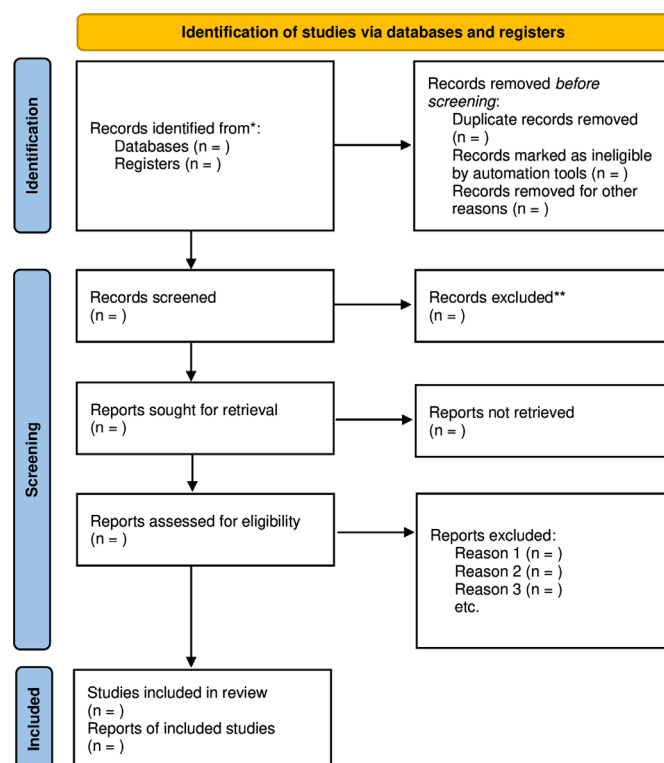 Identification of studies via databases and registers
Identification
Records identified from*:
Databases (n = )
Registers (n = )
Records removed before
screening:
Duplicate records removed
(n = )
Records marked as ineligible
by automation tools (n = )
Records removed for other
reasons (n = )
Screening
Records screened
(n = )
Records excluded**
(n = )
Reports sought for retrieval
(n = )
Reports not retrieved
(n = )
Reports assessed for eligibility
(n = )
Reports excluded:
Reason 1 (n = )
Reason 2 (n = )
Reason 3 (n = )
etc.
Included
Studies included in review
(n = )
Reports of included studies
(n = )